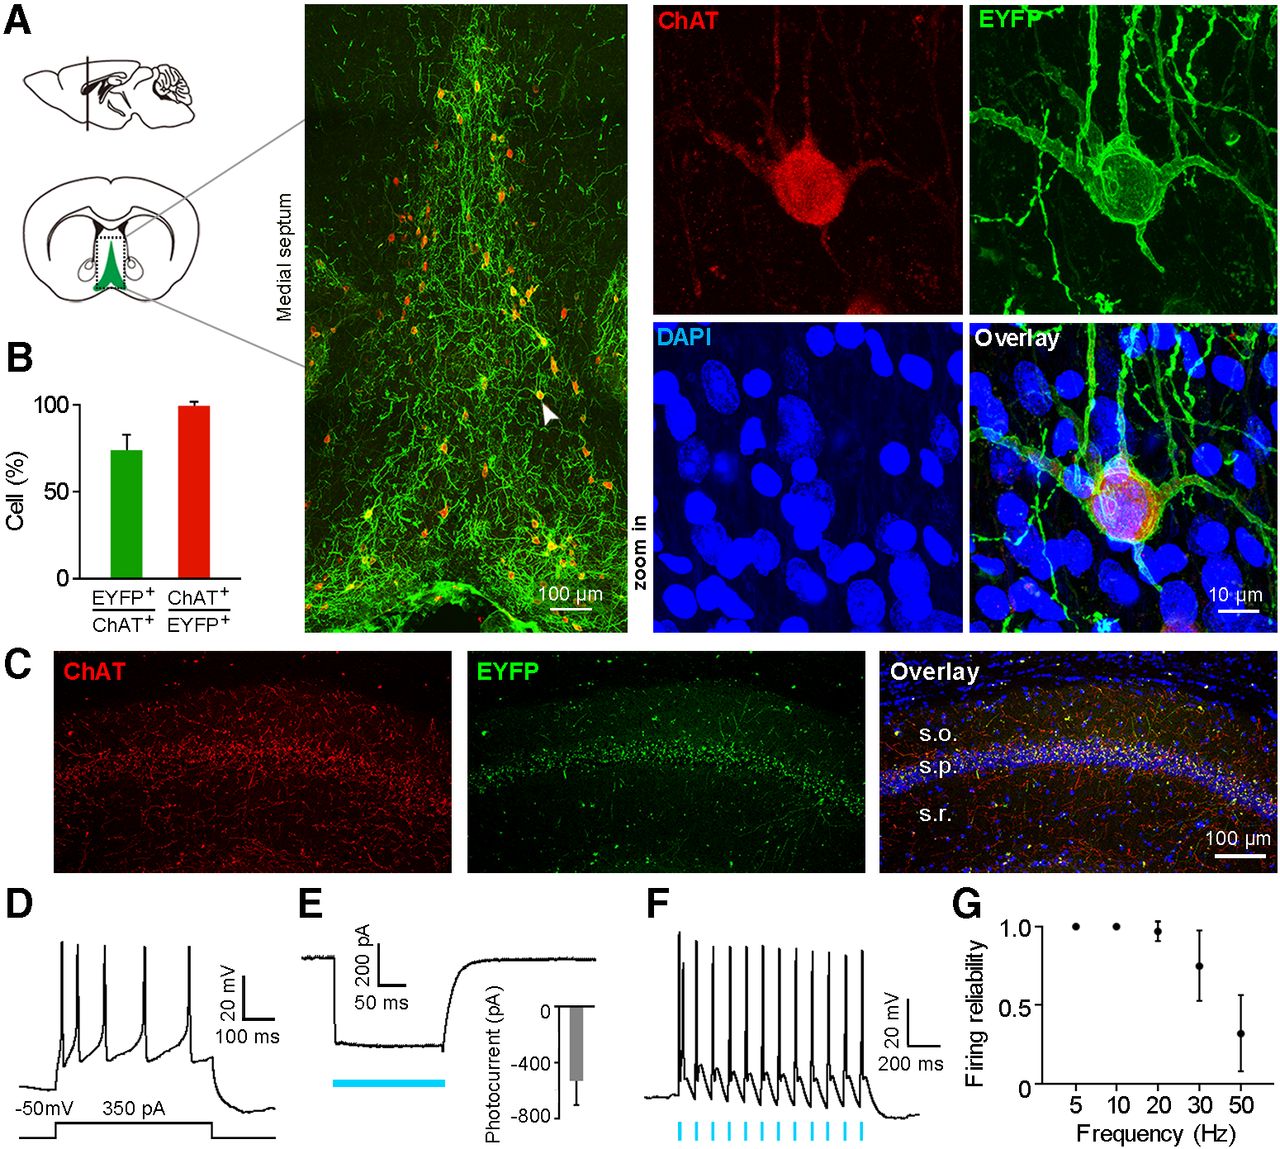 A
Medial septum
100 µm
ChAT
EYFP
DAPI
Overlay
zoom in
10 µm
B
Cell (%)
100
50
0
EYFP+
ChAT+
ChAT+
EYFP+
C
ChAT
EYFP
Overlay
s.o.
s.p.
s.r.
100 µm
D
20 mV
100 ms
-50mV
350 pA
E
200 pA
50 ms
Photocurrent (pA)
0
-400
-800
F
20 mV
200 ms
G
Firing reliability
1.0
0.5
0
5 10 20 30 50
Frequency (Hz)